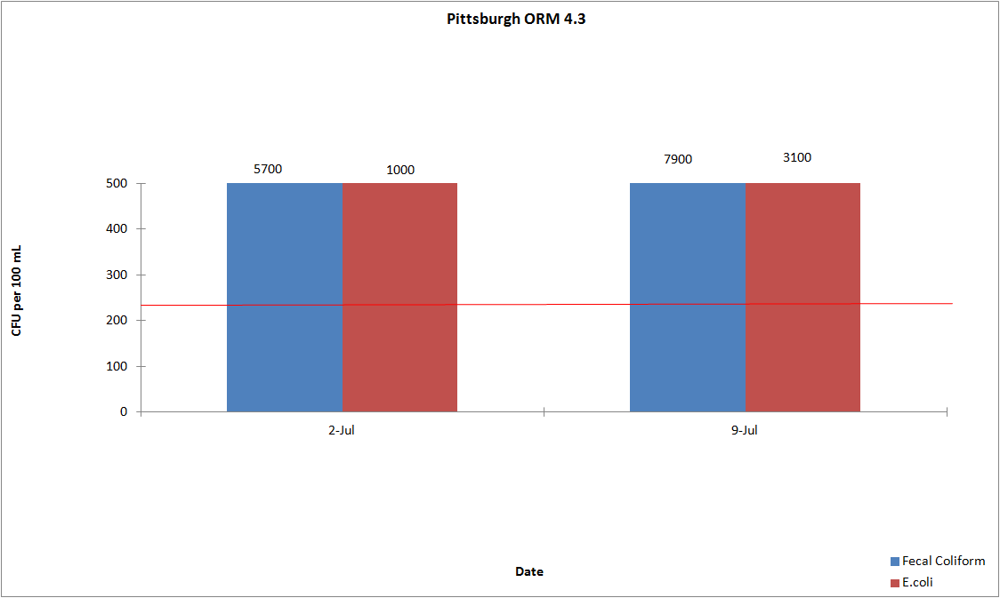 Pittsburgh ORM 4.3
5700
1000
7900
3100
500
400
300
200
100
0
CFU per 100 mL
2-Jul
9-Jul
Date
Fecal Coliform
E.coli